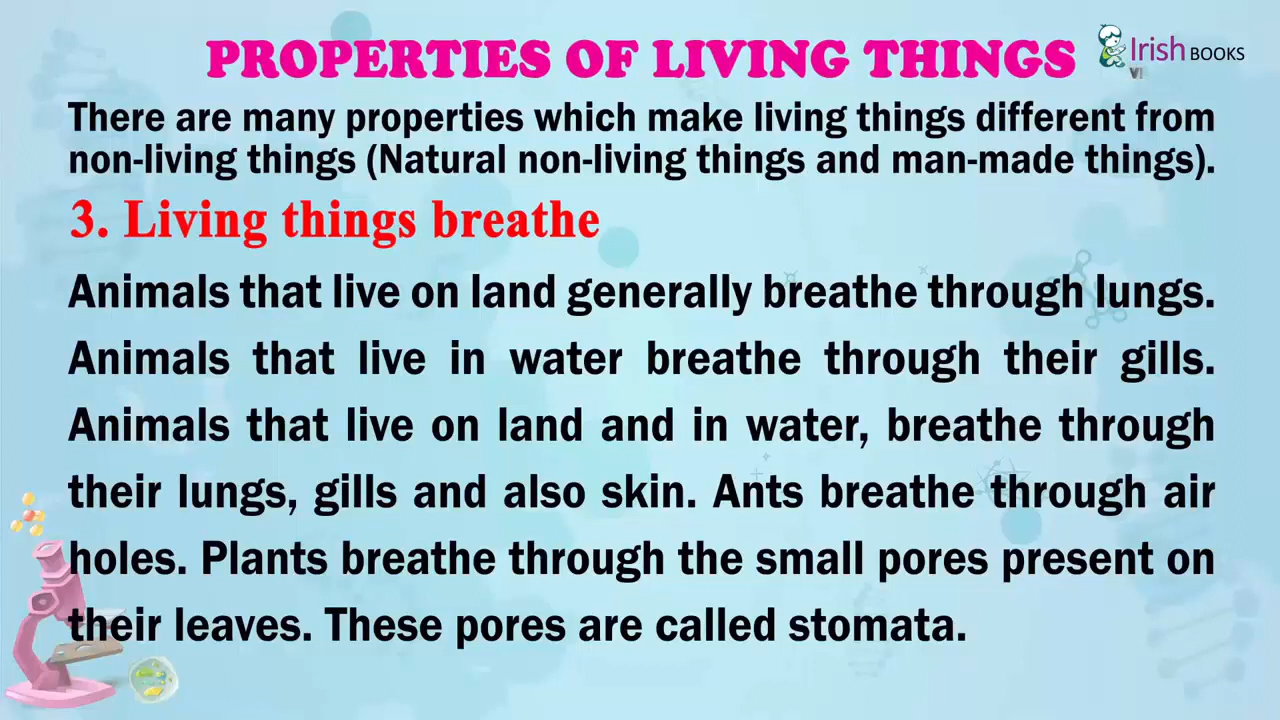 PROPERTIES OF LIVING THINGS
Irish BOOKS
VI
There are many properties which make living things different from
non-living things (Natural non-living things and man-made things).
3. Living things breathe
Animals that live on land generally breathe through lungs.
Animals that live in water breathe through their gills.
Animals that live on land and in water, breathe through
their lungs, gills and also skin. Ants breathe through air
holes. Plants breathe through the small pores present on
their leaves. These pores are called stomata.